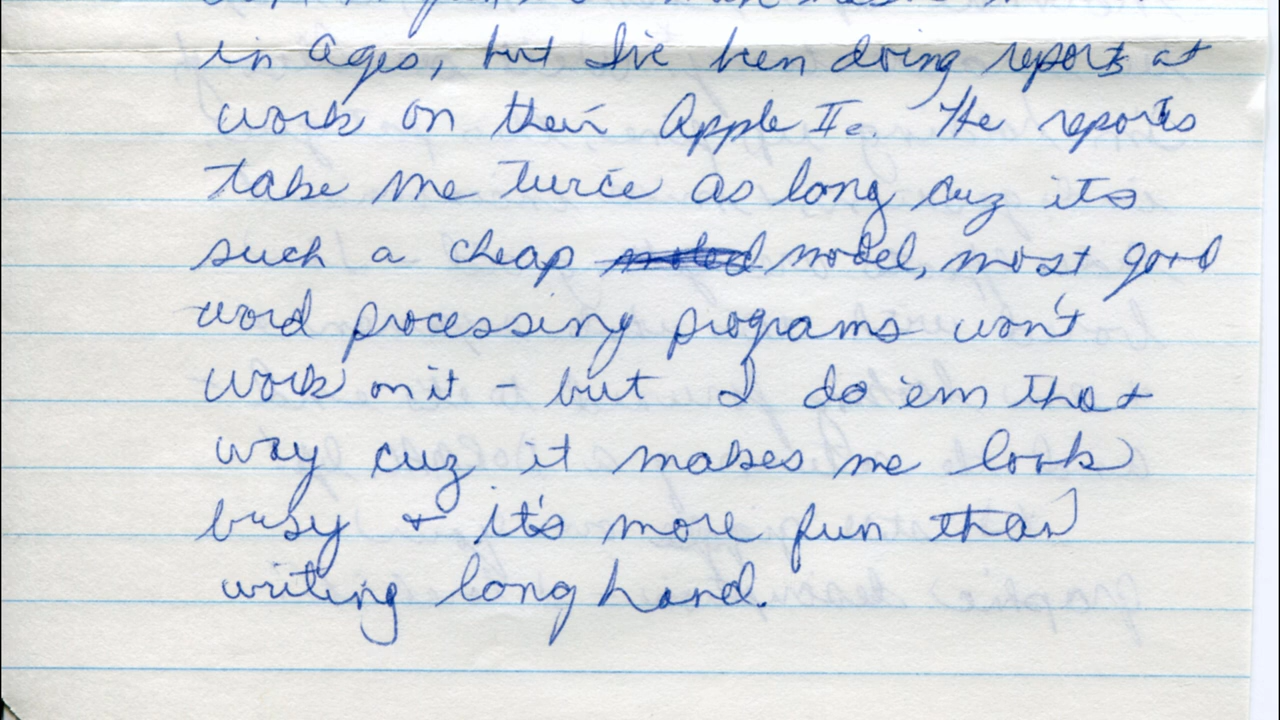 in ages, but I've been doing reports at
work on their Apple IIc. The reports
take me twice as long cuz its
such a cheap model, most good
word processing programs won't
work on it – but I do 'em that
way cuz it makes me look
busy + it's more fun than
writing long hand.